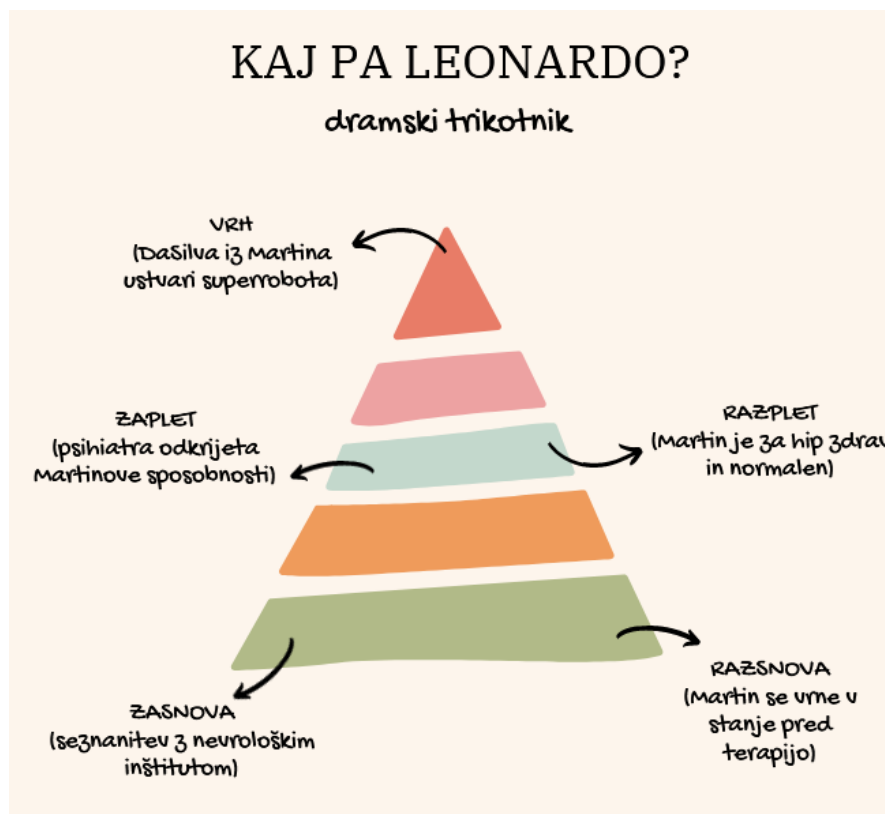 KAJ PA LEONARDO?
dramski trikotnik
VRH
(DaSilva iz Martina
ustvari superrobota)
ZAPLET
(psihiatra odkrijeta
Martinove sposobnosti)
RAZPLET
(Martin je za hip zdrav
in normalen)
ZASNOVA
(seznanitev z nevrološkim
inštitutom)
RAZSNOVA
(Martin se vrne v
stanje pred
terapijo)